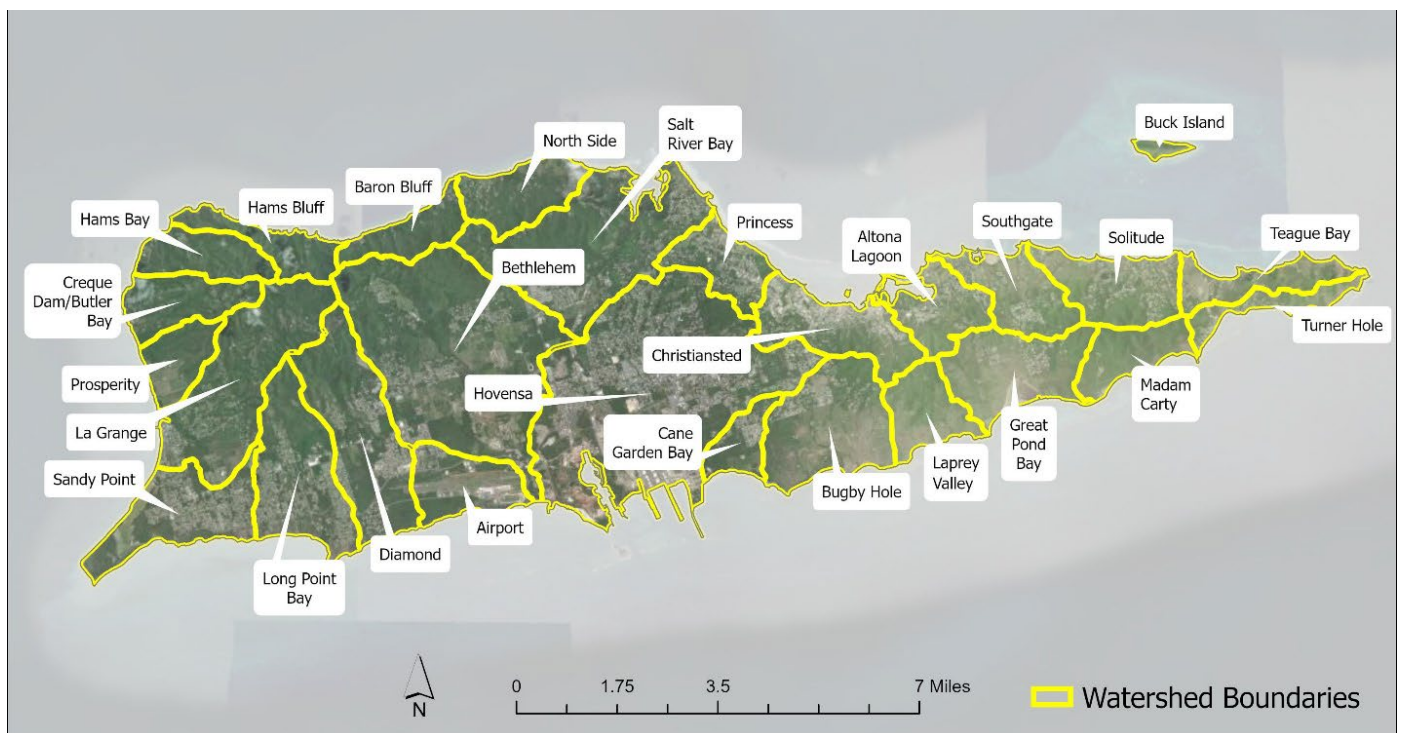 Buck Island
Salt
River Bay
North Side
Baron Bluff
Hams Bluff
Hams Bay
Princess
Southgate
Solitude
Teague Bay
Altona
Lagoon
Bethlehem
Creque
Dam/Butler
Bay
Turner Hole
Christiansted
Prosperity
Hovensa
Madam
Carty
La Grange
Cane
Garden Bay
Great
Pond
Bay
Sandy Point
Laprey
Valley
Bugby Hole
Airport
Diamond
Long Point
Bay
N
0 1.75 3.5 7 Miles
Watershed Boundaries